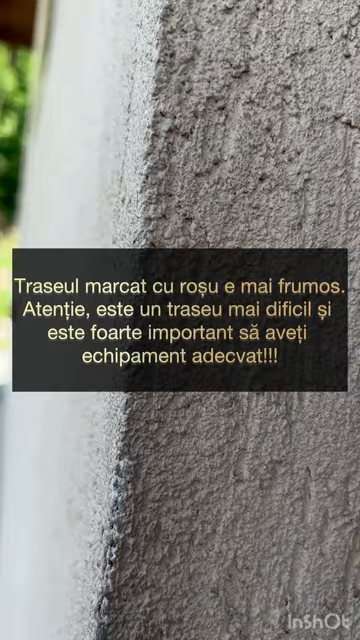 Traseul marcat cu roșu e mai frumos.
Atenție, este un traseu mai dificil și
este foarte important să aveți
echipament adecvat!!!
InShOt